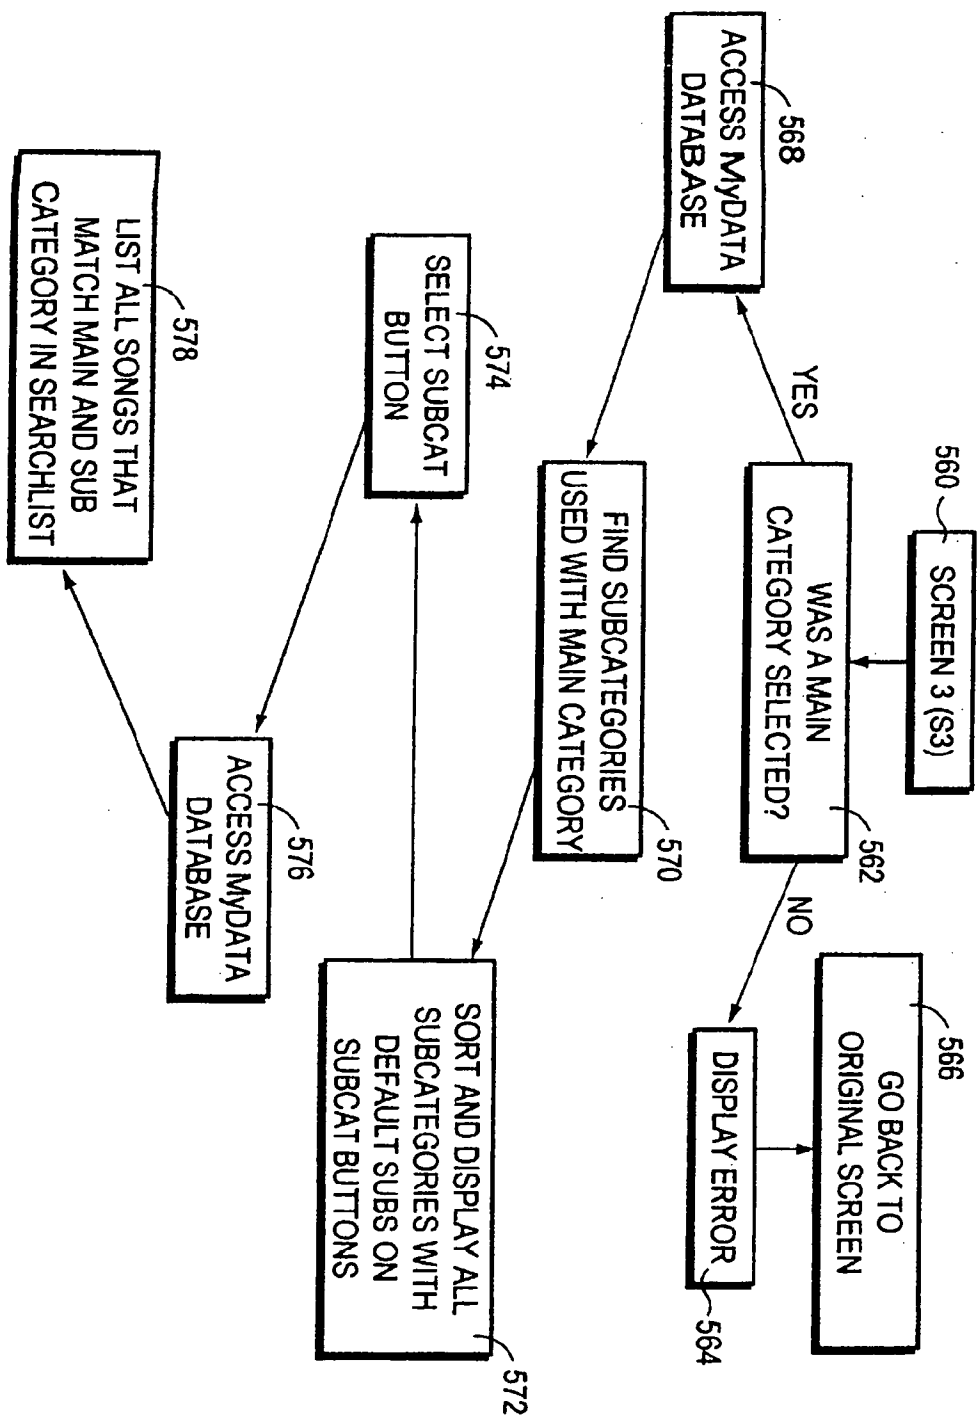 560
SCREEN 3 (S3)
WAS A MAIN
CATEGORY SELECTED?
562
YES
NO
568
ACCESS MyDATA
DATABASE
566
GO BACK TO
ORIGINAL SCREEN
DISPLAY ERROR
564
FIND SUBCATEGORIES
USED WITH MAIN CATEGORY
570
574
SELECT SUBCAT
BUTTON
SORT AND DISPLAY ALL
SUBCATEGORIES WITH
DEFAULT SUBS ON
SUBCAT BUTTONS
572
576
ACCESS MyDATA
DATABASE
578
LIST ALL SONGS THAT
MATCH MAIN AND SUB
CATEGORY IN SEARCHLIST